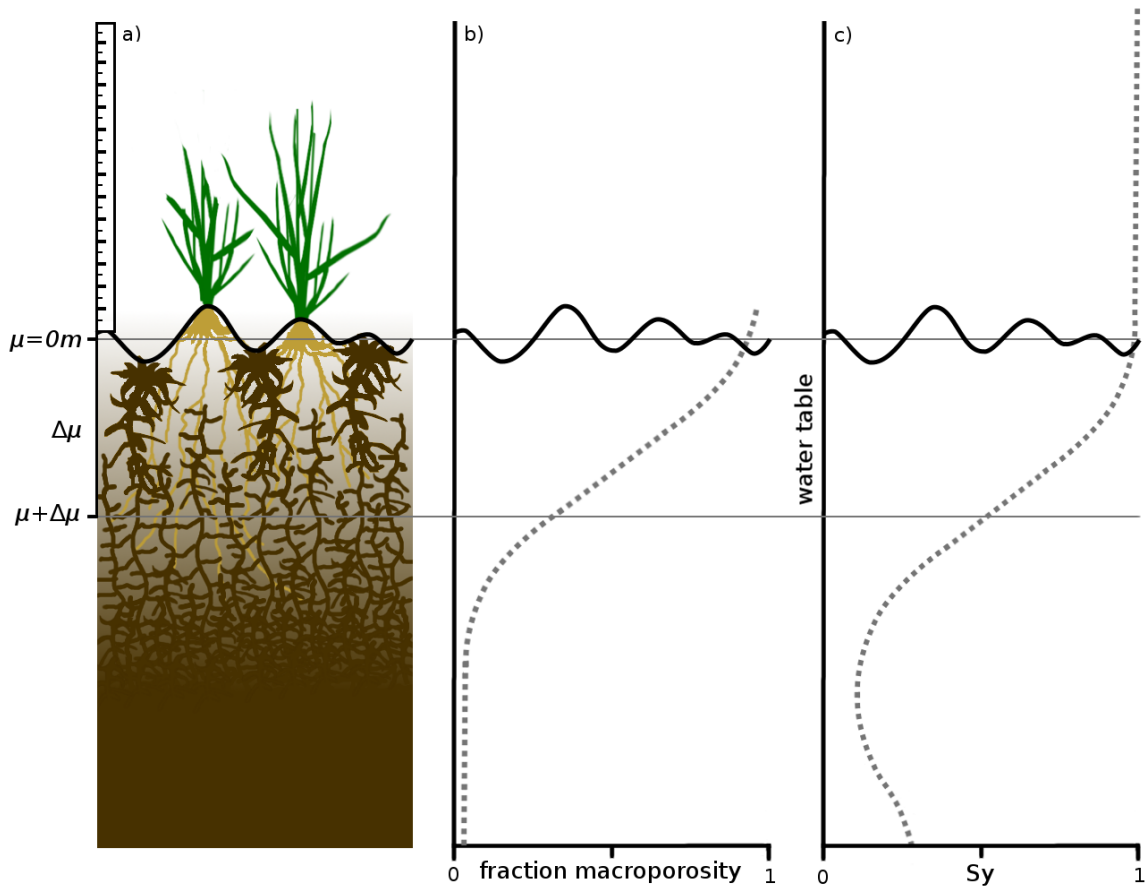 a)
b)
c)
μ=0m
Δμ
μ+Δμ
water table
0 fraction macroporosity 1
0 Sy 1